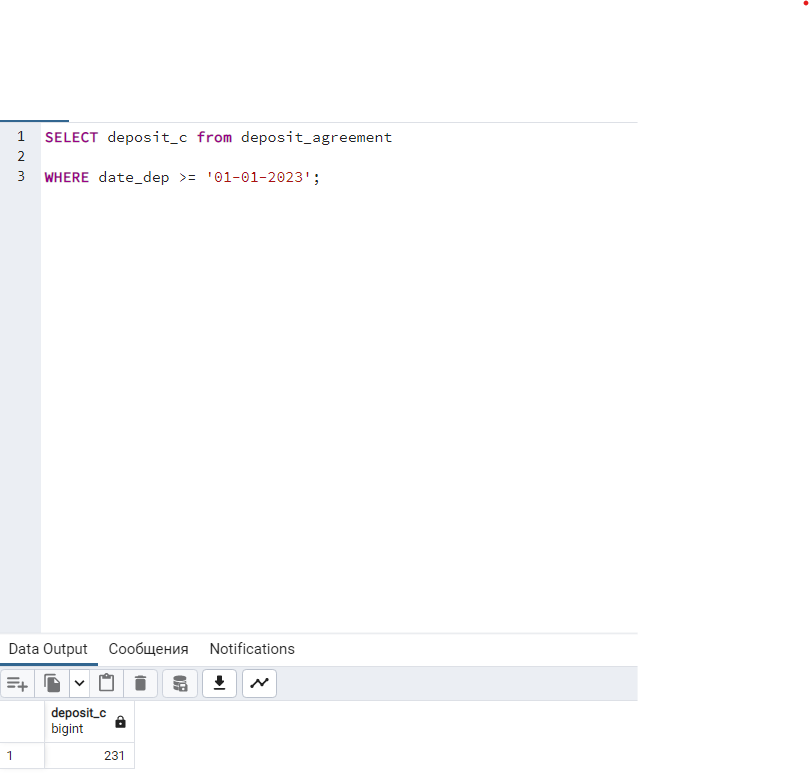 1 SELECT deposit_c from deposit_agreement
2
3 WHERE date_dep >= '01-01-2023';
Data Output Сообщения Notifications
deposit_c
bigint
1 231